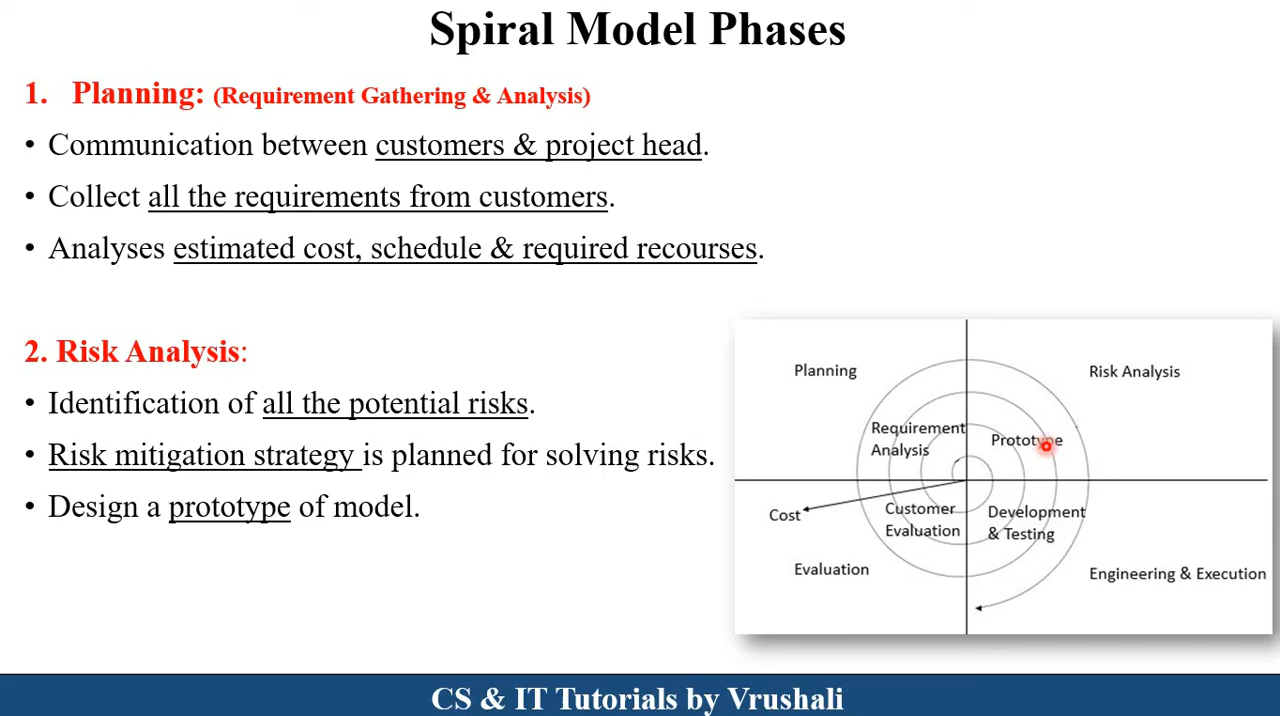 Spiral Model Phases
1. Planning: (Requirement Gathering & Analysis)
• Communication between customers & project head.
• Collect all the requirements from customers.
• Analyses estimated cost, schedule & required recourses.
2. Risk Analysis:
• Identification of all the potential risks.
• Risk mitigation strategy is planned for solving risks.
• Design a prototype of model.
Planning
Risk Analysis
Requirement
Analysis
Prototype
Cost
Customer
Evaluation
Development
& Testing
Evaluation
Engineering & Execution
CS & IT Tutorials by Vrushali